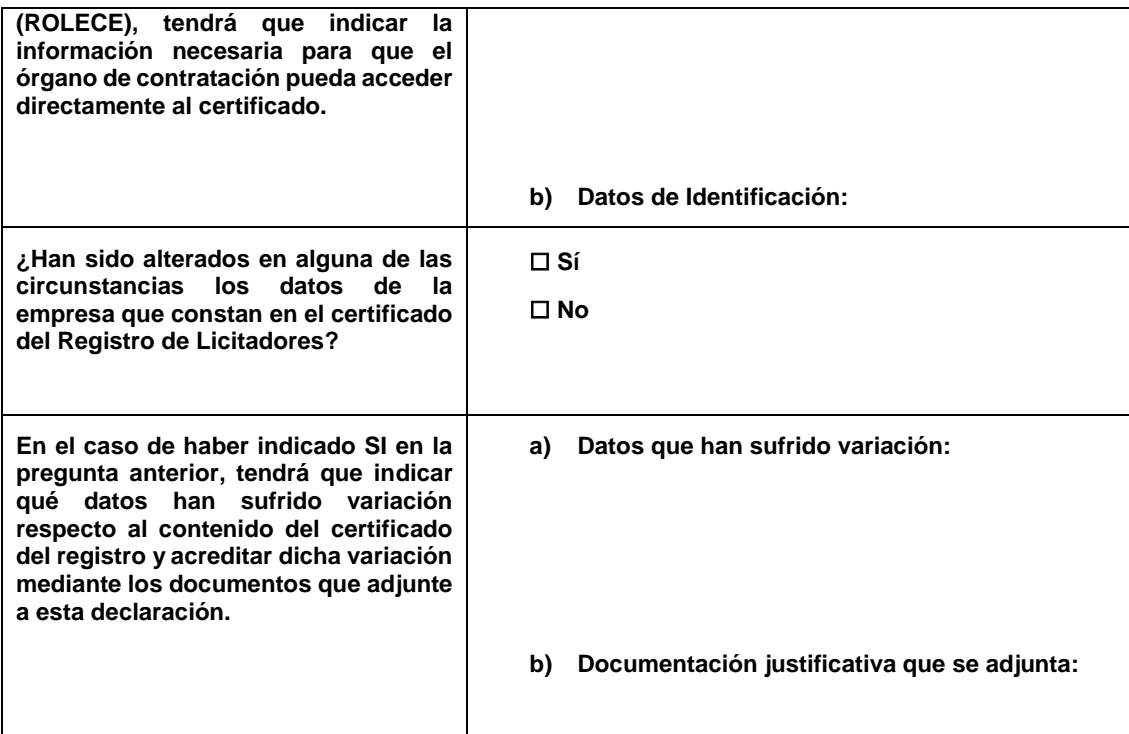 (ROLECE), tendrá que indicar la
información necesaria para que el
órgano de contratación pueda acceder
directamente al certificado.
b) Datos de Identificación:
¿Han sido alterados en alguna de las
circunstancias los datos de la
empresa que constan en el certificado
del Registro de Licitadores?
☐ Sí
☐ No
En el caso de haber indicado SI en la
pregunta anterior, tendrá que indicar
qué datos han sufrido variación
respecto al contenido del certificado
del registro y acreditar dicha variación
mediante los documentos que adjunte
a esta declaración.
a) Datos que han sufrido variación:
b) Documentación justificativa que se adjunta: